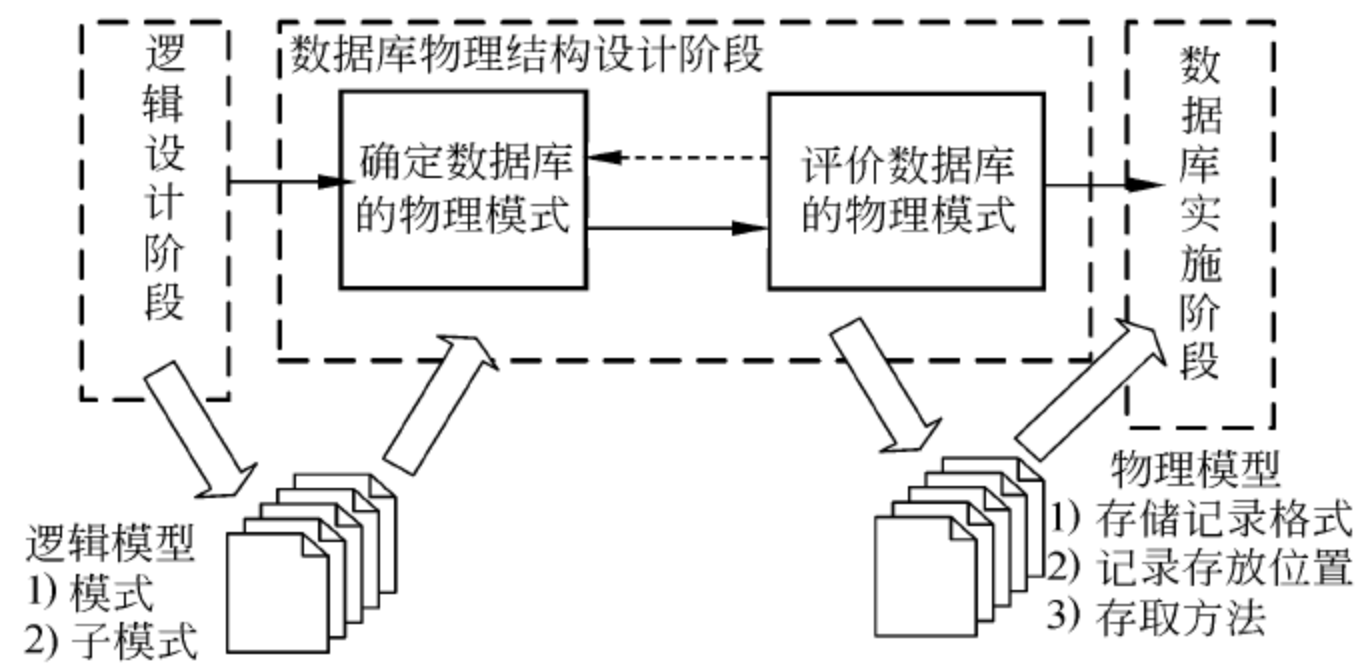 逻辑设计阶段
数据库物理结构设计阶段
确定数据库
的物理模式
评价数据库
的物理模式
数据库实施阶段
逻辑模型
1) 模式
2) 子模式
物理模型
1) 存储记录格式
2) 记录存放位置
3) 存取方法